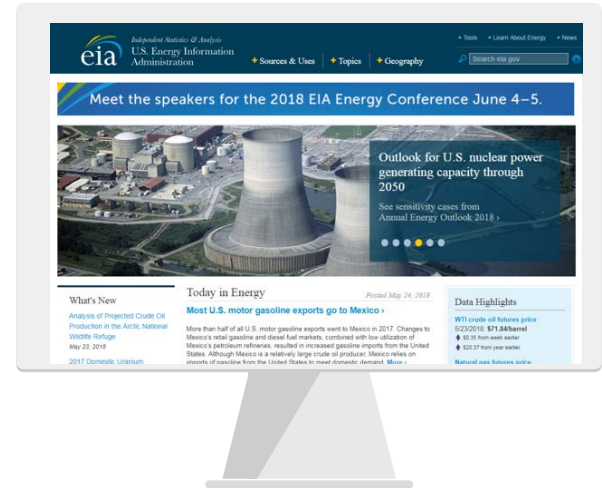 + Tools + Learn About Energy + News
Independent Statistics & Analysis
eia U.S. Energy Information
Administration
+ Sources & Uses + Topics + Geography
Search eia.gov
Meet the speakers for the 2018 EIA Energy Conference June 4–5.
Outlook for U.S. nuclear power
generating capacity through
2050
See sensitivity cases from
Annual Energy Outlook 2018 ›
What's New
Analysis of Projected Crude Oil
Production in the Arctic National
Wildlife Refuge
May 23, 2018
2017 Domestic Uranium
Today in Energy
Posted May 24, 2018
Most U.S. motor gasoline exports go to Mexico ›
More than half of all U.S. motor gasoline exports went to Mexico in 2017. Changes to
Mexico's retail gasoline and diesel fuel markets, combined with low utilization of
Mexico's petroleum refineries, resulted in increased gasoline imports from the United
States. Although Mexico is a relatively large crude oil producer, Mexico relies on
imports of gasoline from the United States to meet domestic demand. More ›
Data Highlights
WTI crude oil futures price
5/23/2018: $71.84/barrel
from week earlier
$20.37 from year earlier
Natural gas futures price